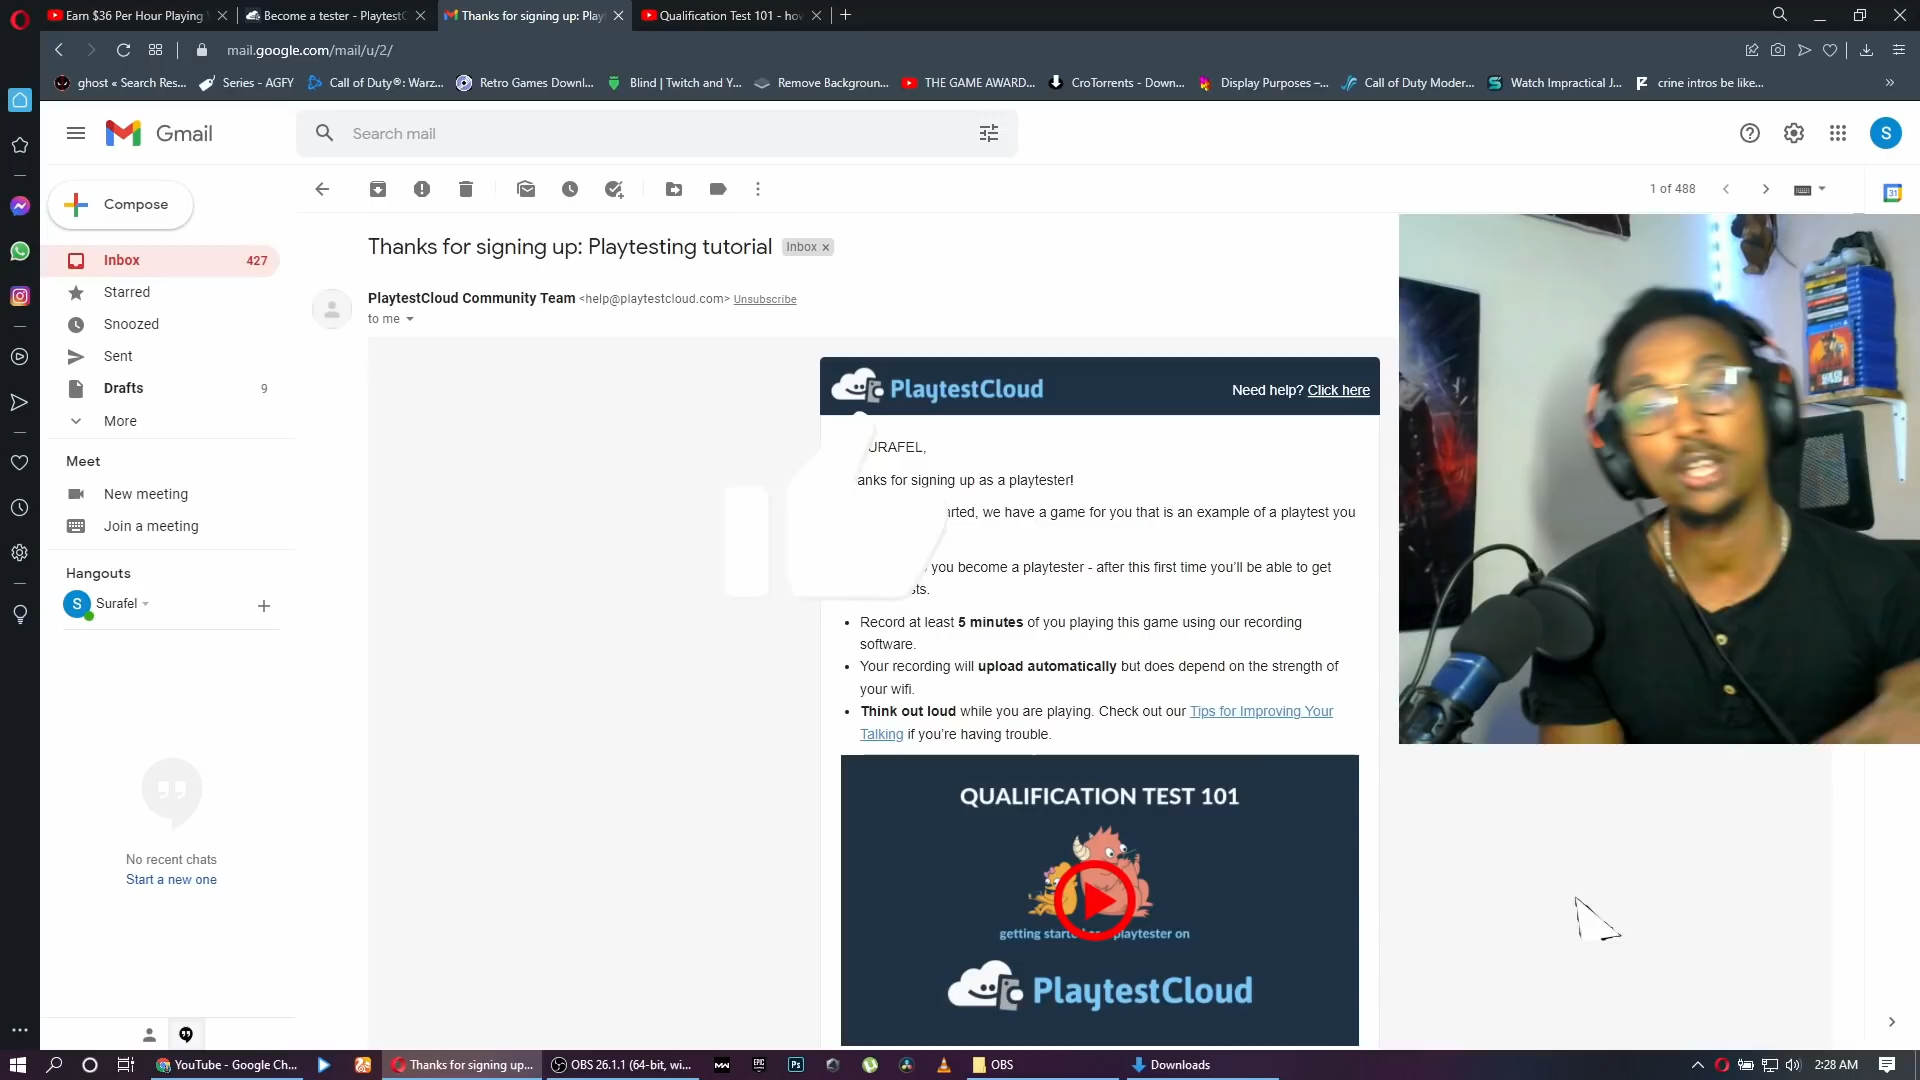 Earn $36 Per Hour Playing
Become a tester - PlaytestC
Thanks for signing up: Play
Qualification Test 101 - ho
mail.google.com/mail/u/2/
ghost « Search Res...
Series - AGFY
Call of Duty®: Warz...
Retro Games Downl...
Blind | Twitch and Y...
Remove Backgroun...
THE GAME AWARD...
CroTorrents - Down...
Display Purposes –...
Call of Duty Moder...
Watch Impractical J...
crine intros be like...
Gmail
Search mail
S
Compose
1 of 488
31
Inbox 427
Starred
Snoozed
Sent
Drafts 9
More
Meet
New meeting
Join a meeting
Hangouts
S Surafel
No recent chats
Start a new one
Thanks for signing up: Playtesting tutorial Inbox x
PlaytestCloud Community Team <help@playtestcloud.com> Unsubscribe
to me
PlaytestCloud
Need help? Click here
URAFEL,
anks for signing up as a playtester!
arted, we have a game for you that is an example of a playtest you
you become a playtester - after this first time you'll be able to get
sts.
• Record at least 5 minutes of you playing this game using our recording
software.
• Your recording will upload automatically but does depend on the strength of
your wifi.
• Think out loud while you are playing. Check out our Tips for Improving Your
Talking if you're having trouble.
QUALIFICATION TEST 101
getting start playtester on
PlaytestCloud
YouTube - Google Ch...
Thanks for signing up...
OBS 26.1.1 (64-bit, wi...
MW
EPIC
Ps
OBS
Downloads
2:28 AM